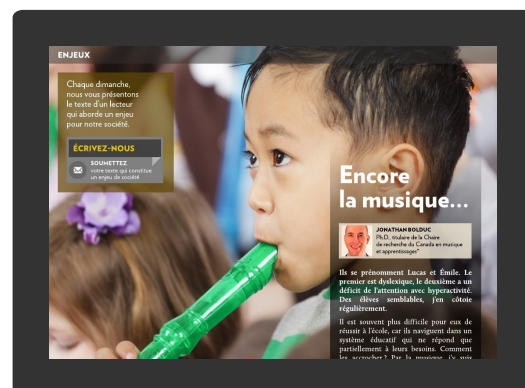 ENJEUX
Chaque dimanche,
nous vous présentons
le texte d'un lecteur
qui aborde un enjeu
pour notre société.
ÉCRIVEZ-NOUS
SOUMETTEZ
votre texte qui constitue
un enjeu de société
Encore
la musique...
JONATHAN BOLDUC
Ph.D., titulaire de la Chaire
de recherche du Canada en musique
et apprentissages*
Ils se prénomment Lucas et Émile. Le
premier est dyslexique, le deuxième a un
déficit de l'attention avec hyperactivité.
Des élèves semblables, j'en côtoie
régulièrement.
Il est souvent plus difficile pour eux de
réussir à l'école, car ils naviguent dans un
système éducatif qui ne répond que
partiellement à leurs besoins. Comment
les accrocher? Par la musique, j'y suis